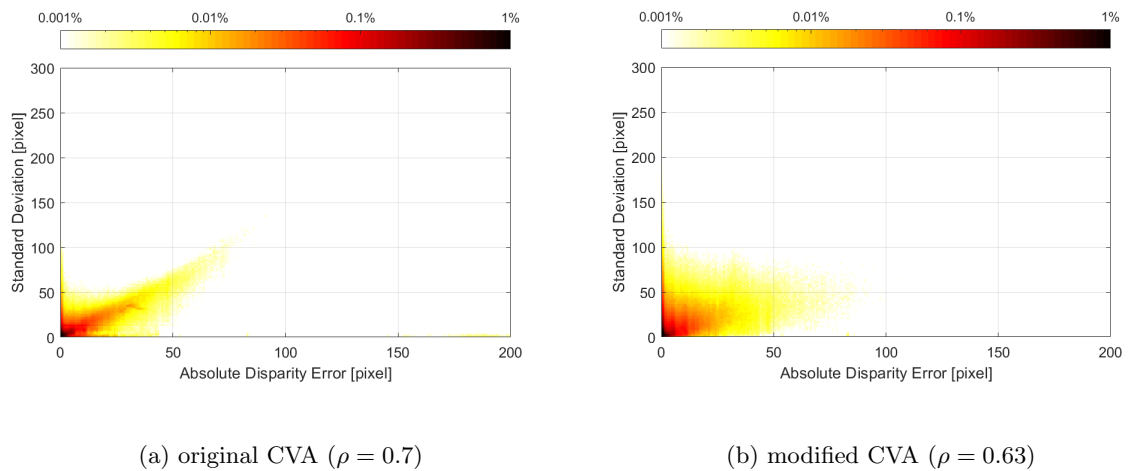 0.001% 0.01% 0.1% 1%
300
250
200
150
100
50
0
0 50 100 150 200
Standard Deviation [pixel]
Absolute Disparity Error [pixel]
(a) original CVA (ρ = 0.7)
0.001% 0.01% 0.1% 1%
300
250
200
150
100
50
0
0 50 100 150 200
Standard Deviation [pixel]
Absolute Disparity Error [pixel]
(b) modified CVA (ρ = 0.63)